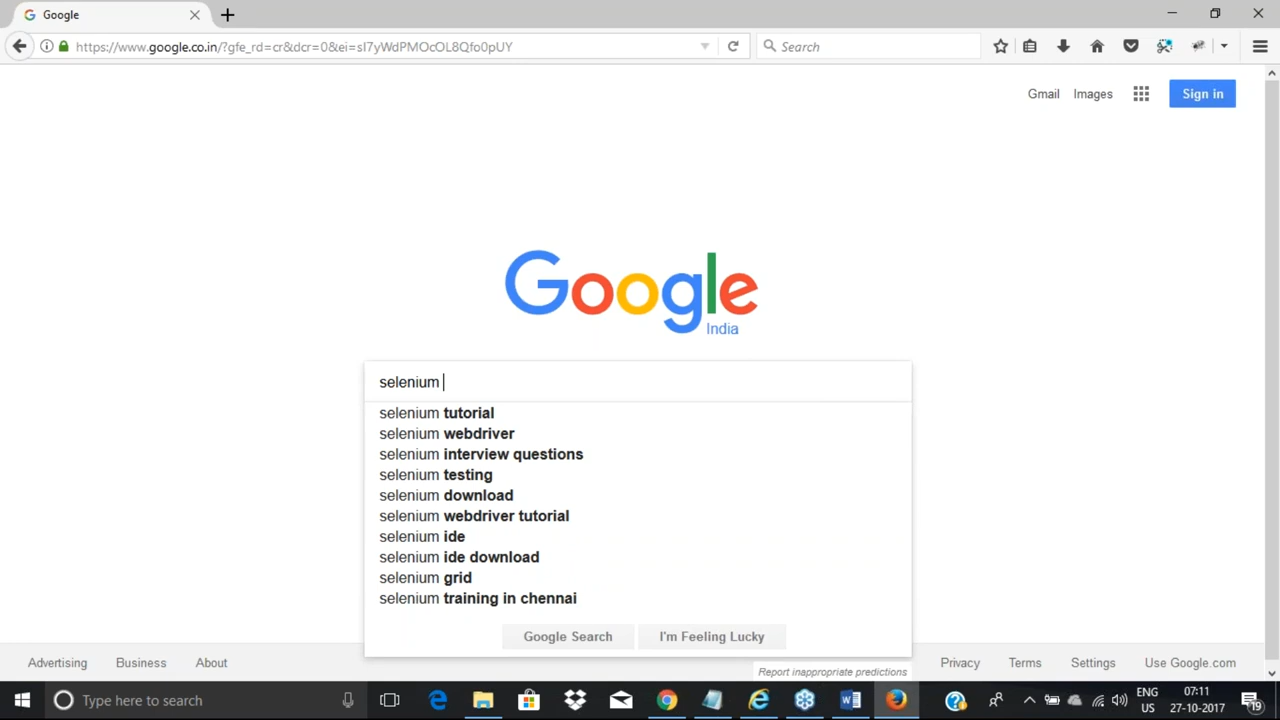 Google
https://www.google.co.in/?gfe_rd=cr&dcr=0&ei=sI7yWdPMOcOL8Qfo0pUY
Search
Gmail Images Sign in
Google
India
selenium
selenium tutorial
selenium webdriver
selenium interview questions
selenium testing
selenium download
selenium webdriver tutorial
selenium ide
selenium ide download
selenium grid
selenium training in chennai
Google Search I'm Feeling Lucky
Report inappropriate predictions
Advertising Business About Privacy Terms Settings Use Google.com
Type here to search
ENG
US
07:11
27-10-2017
19